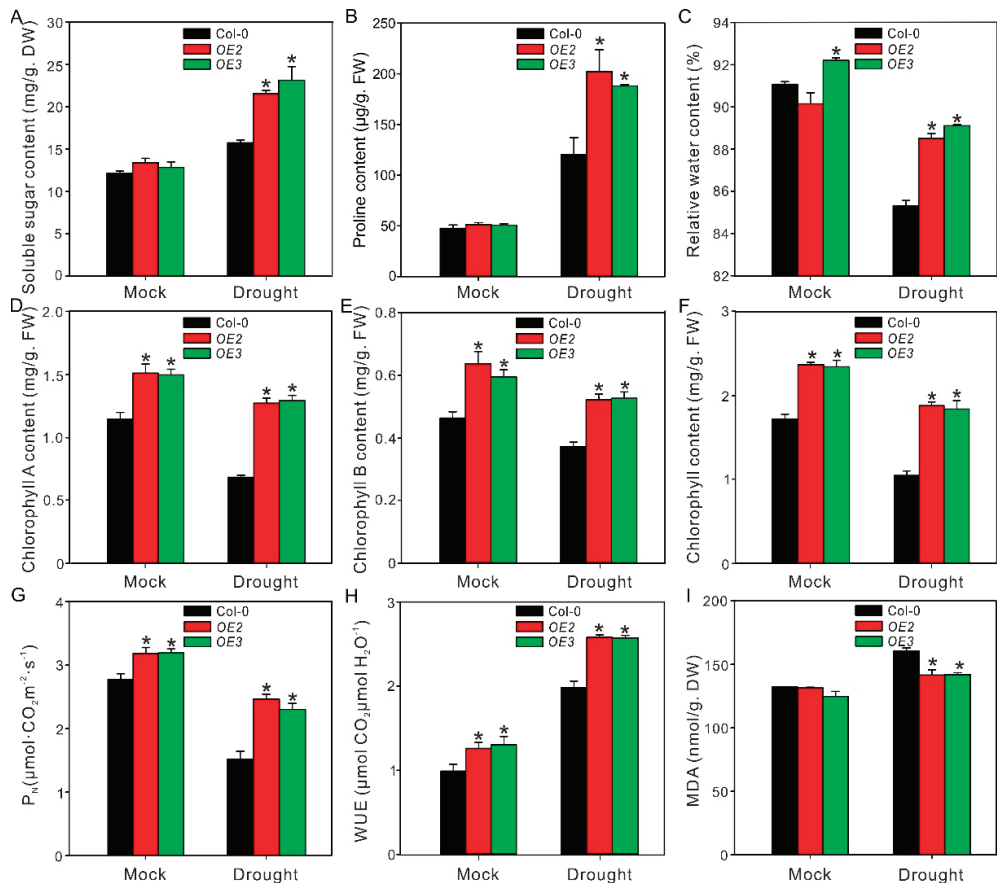 A
Soluble sugar content (mg/g. DW)
30
25
20
15
10
5
0
Col-0
OE2
OE3
* *
Mock Drought
B
Proline content (µg/g. FW)
250
200
150
100
50
0
Col-0
OE2
OE3
* *
Mock Drought
C
Relative water content (%)
94
92
90
88
86
84
82
Col-0
OE2
OE3
* * *
Mock Drought
D
Chlorophyll A content (mg/g. FW)
2.0
1.5
1.0
0.5
0
Col-0
OE2
OE3
* * * *
Mock Drought
E
Chlorophyll B content (mg/g. FW)
0.8
0.6
0.4
0.2
0
Col-0
OE2
OE3
* * * *
Mock Drought
F
Chlorophyll content (mg/g. FW)
3
2
1
0
Col-0
OE2
OE3
* * * *
Mock Drought
G
PN(µmol·CO2m-2·s-1)
4
3
2
1
0
Col-0
OE2
OE3
* * * *
Mock Drought
H
WUE (µmol CO2µmol H2O-1)
3
2
1
0
Col-0
OE2
OE3
* * * *
Mock Drought
I
MDA (nmol/g. DW)
200
150
100
50
0
Col-0
OE2
OE3
* *
Mock Drought